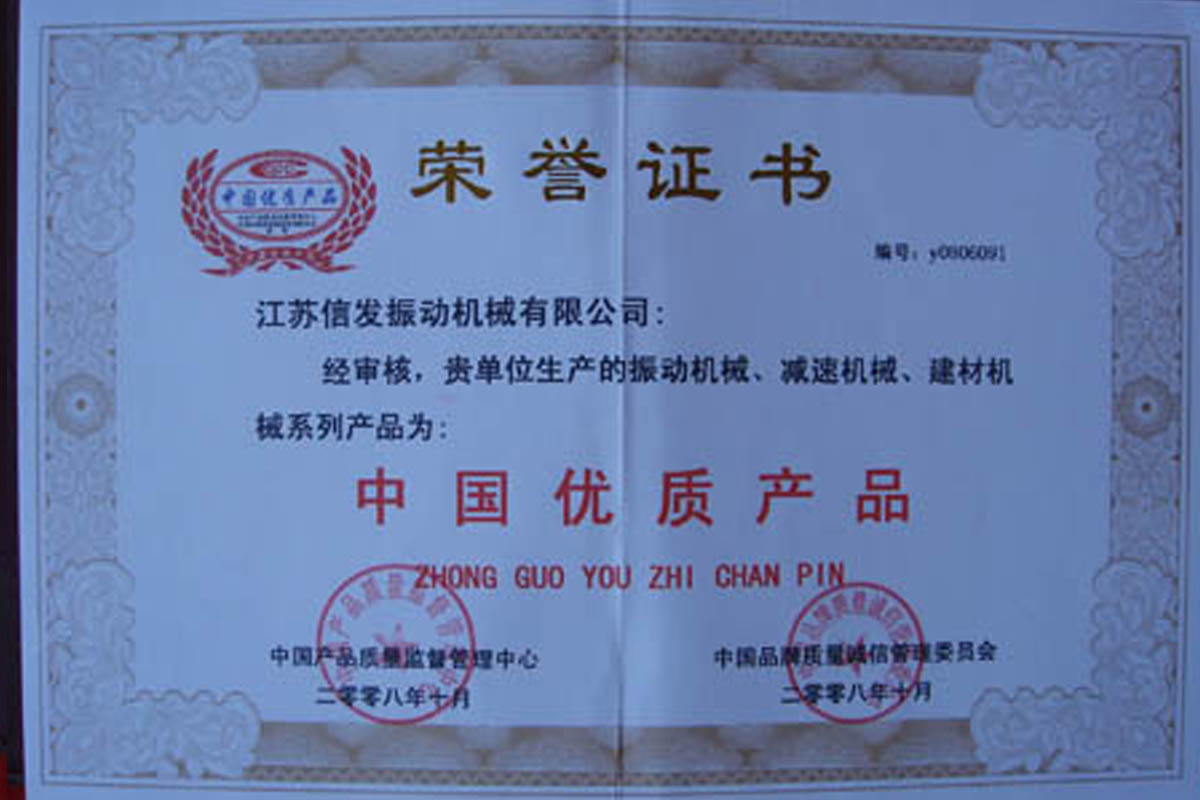 荣誉证书
中国优质产品
编号：y0806091
江苏信发振动机械有限公司：
经审核，贵单位生产的振动机械、减速机械、建材机
械系列产品为：
中国优质产品
ZHONG GUO YOU ZHI CHAN PIN
中国产品质量监督管理中心
二零零八年十月
中国品牌质量诚信管理委员会
二零零八年十月